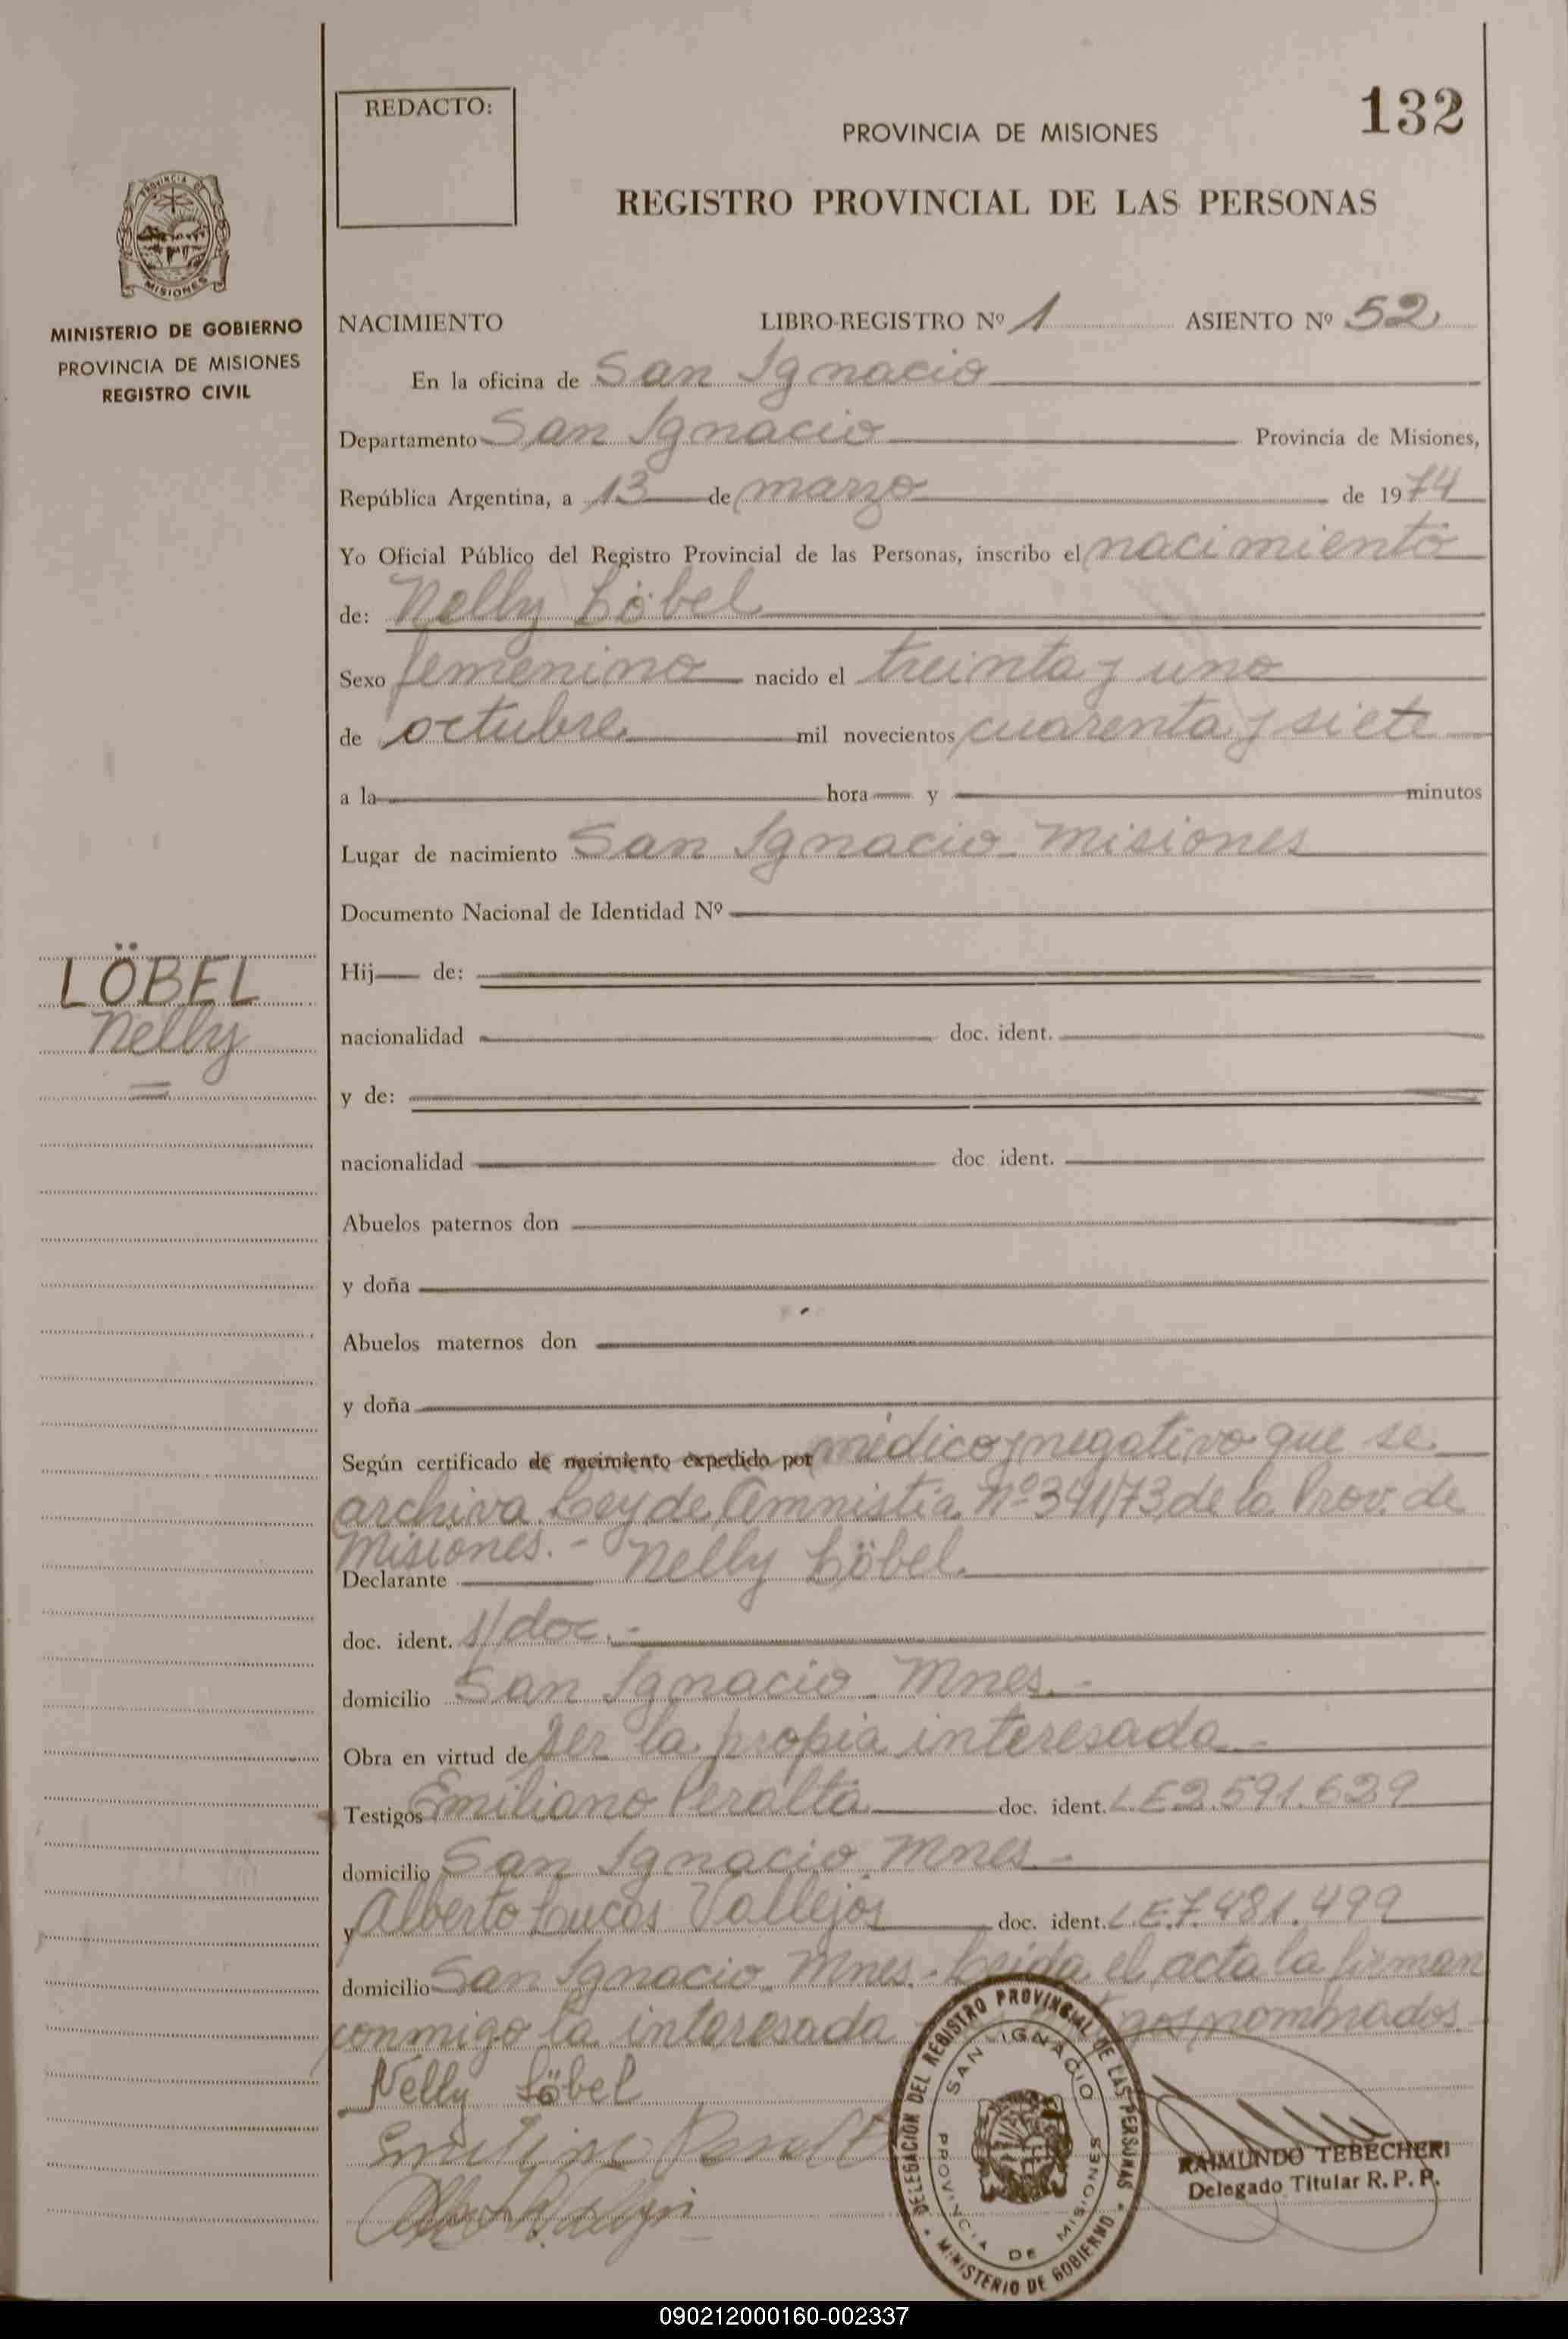 132
REDACTO:
PROVINCIA DE MISIONES
REGISTRO PROVINCIAL DE LAS PERSONAS
PROVINCIA DE
MISIONES
MINISTERIO DE GOBIERNO
PROVINCIA DE MISIONES
REGISTRO CIVIL
NACIMIENTO LIBRO-REGISTRO Nº 1 ASIENTO Nº 52
En la oficina de San Ignacio
Departamento San Ignacio Provincia de Misiones,
República Argentina, a 13 de marzo de 1974
Yo Oficial Público del Registro Provincial de las Personas, inscribo el nacimiento
de: Nelly Löbel
Sexo femenino nacido el treinta y uno
de octubre mil novecientos cuarenta y siete
a la hora y minutos
Lugar de nacimiento San Ignacio Misiones
Documento Nacional de Identidad Nº
LÖBEL
Nelly
Hij de:
nacionalidad doc. ident.
y de:
nacionalidad doc ident.
Abuelos paternos don
y doña
Abuelos maternos don
y doña
Según certificado de nacimiento expedido por médico y negativo que se
archiva. Ley de Amnistia Nº 391/73 de la Prov. de
Misiones.- Nelly Löbel.
Declarante
doc. ident. s/doc.-
domicilio San Ignacio Mnes.-
Obra en virtud de ser la propia interesada-
Testigos Emiliano Peralta doc. ident. LE 2.591.629
domicilio San Ignacio Mnes-
y Alberto Lucas Vallejos doc. ident. L.E.7.481.499
domicilio San Ignacio Mnes.- Leida el acta la firman
conmigo la interesada nombrados
Nelly Löbel
DELEGACION DEL REGISTRO PROVINCIAL DE LAS PERSONAS
SAN IGNACIO
PROVINCIA DE MISIONES
MINISTERIO DE GOBIERNO
RAIMUNDO TEBECHERI
Delegado Titular R. P. P.
090212000160-002337